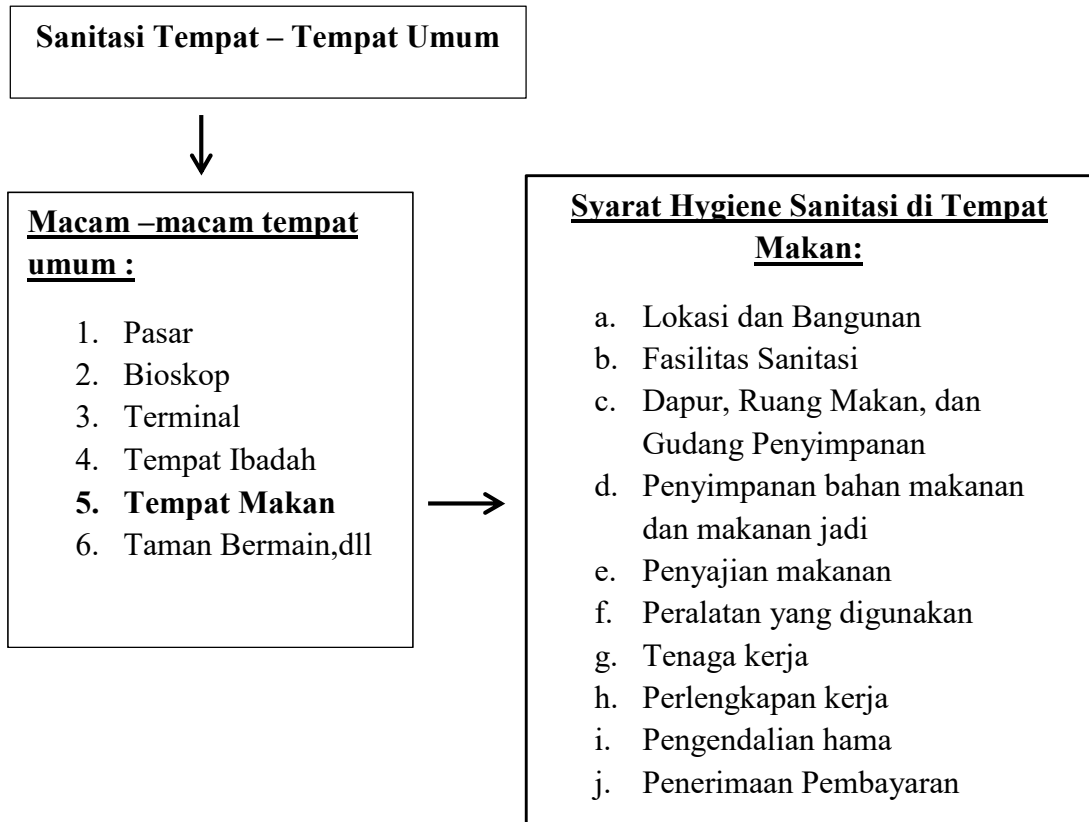 Sanitasi Tempat – Tempat Umum
Macam –macam tempat
umum :
1. Pasar
2. Bioskop
3. Terminal
4. Tempat Ibadah
5. Tempat Makan
6. Taman Bermain,dll
Syarat Hygiene Sanitasi di Tempat
Makan:
a. Lokasi dan Bangunan
b. Fasilitas Sanitasi
c. Dapur, Ruang Makan, dan
Gudang Penyimpanan
d. Penyimpanan bahan makanan
dan makanan jadi
e. Penyajian makanan
f. Peralatan yang digunakan
g. Tenaga kerja
h. Perlengkapan kerja
i. Pengendalian hama
j. Penerimaan Pembayaran